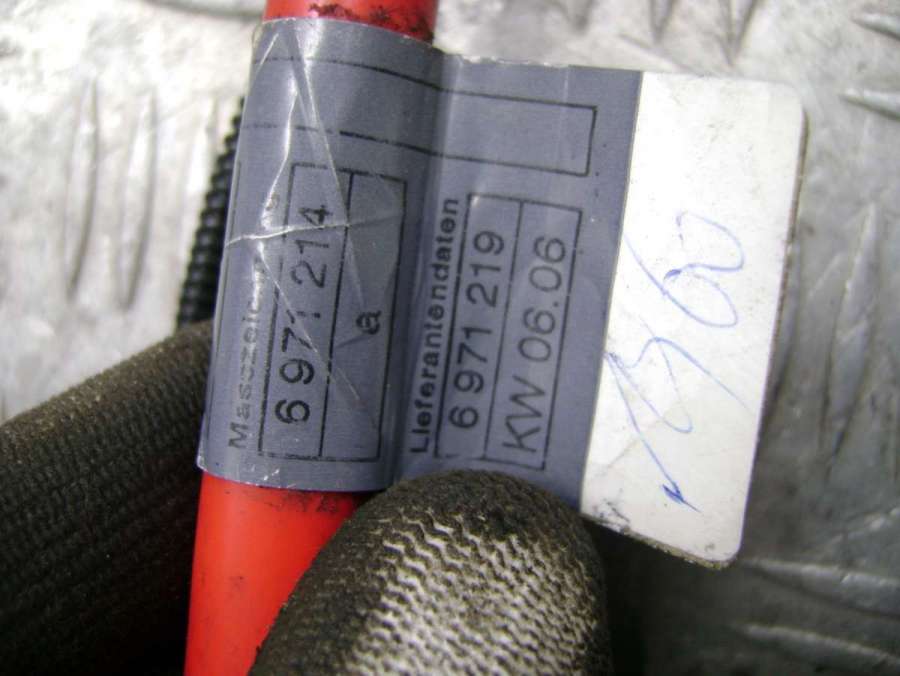 6 971 214
a
Lieferantendaten
6 971 219
KW 06.06